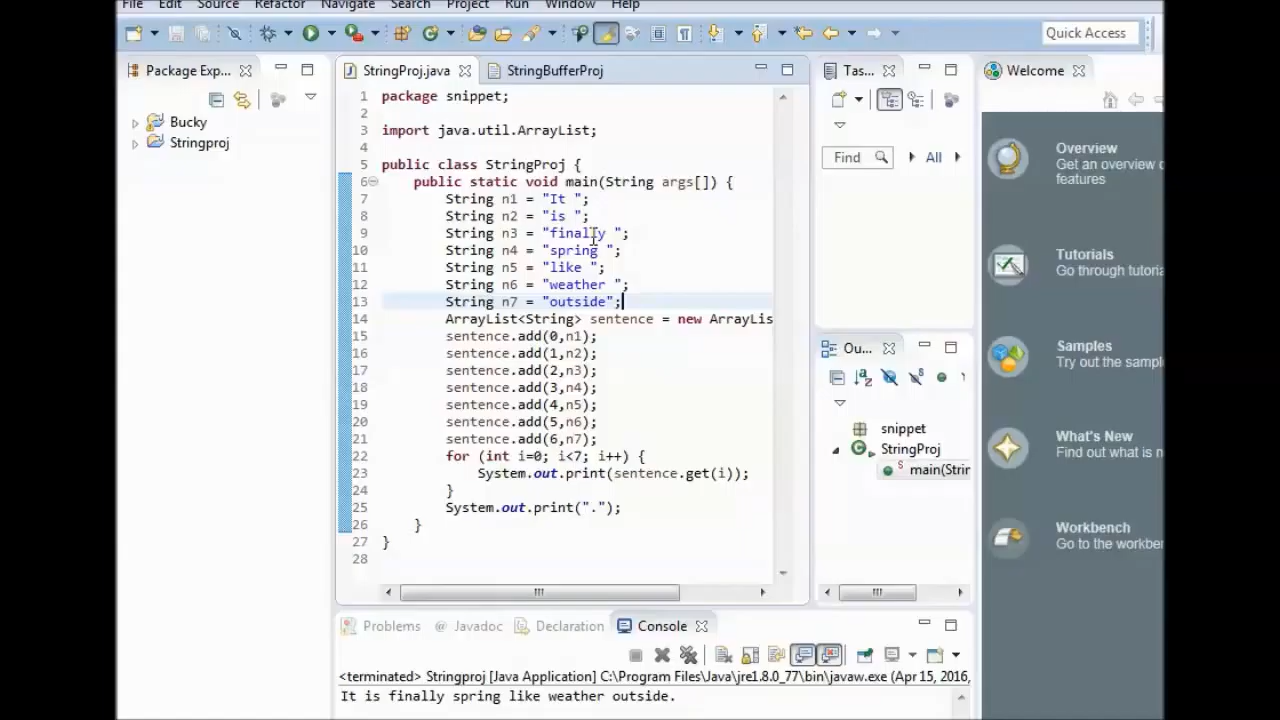 File Edit Source Refactor Navigate Search Project Run Window Help
Quick Access
Package Exp...
StringProj.java
StringBufferProj
Tas...
Welcome
Bucky
Stringproj
1 package snippet;
2
3 import java.util.ArrayList;
4
5 public class StringProj {
6 public static void main(String args[]) {
7 String n1 = "It ";
8 String n2 = "is ";
9 String n3 = "finally ";
10 String n4 = "spring ";
11 String n5 = "like ";
12 String n6 = "weather ";
13 String n7 = "outside";
14 ArrayList<String> sentence = new ArrayLis
15 sentence.add(0,n1);
16 sentence.add(1,n2);
17 sentence.add(2,n3);
18 sentence.add(3,n4);
19 sentence.add(4,n5);
20 sentence.add(5,n6);
21 sentence.add(6,n7);
22 for (int i=0; i<7; i++) {
23 System.out.print(sentence.get(i));
24 }
25 System.out.print(".");
26 }
27 }
28
Find All
Ou...
snippet
StringProj
main(Strin
Overview
Get an overview o
features
Tutorials
Go through tutoria
Samples
Try out the sampl
What's New
Find out what is n
Workbench
Go to the workben
Problems @ Javadoc Declaration Console
<terminated> Stringproj [Java Application] C:\Program Files\Java\jre1.8.0_77\bin\javaw.exe (Apr 15, 2016,
It is finally spring like weather outside.